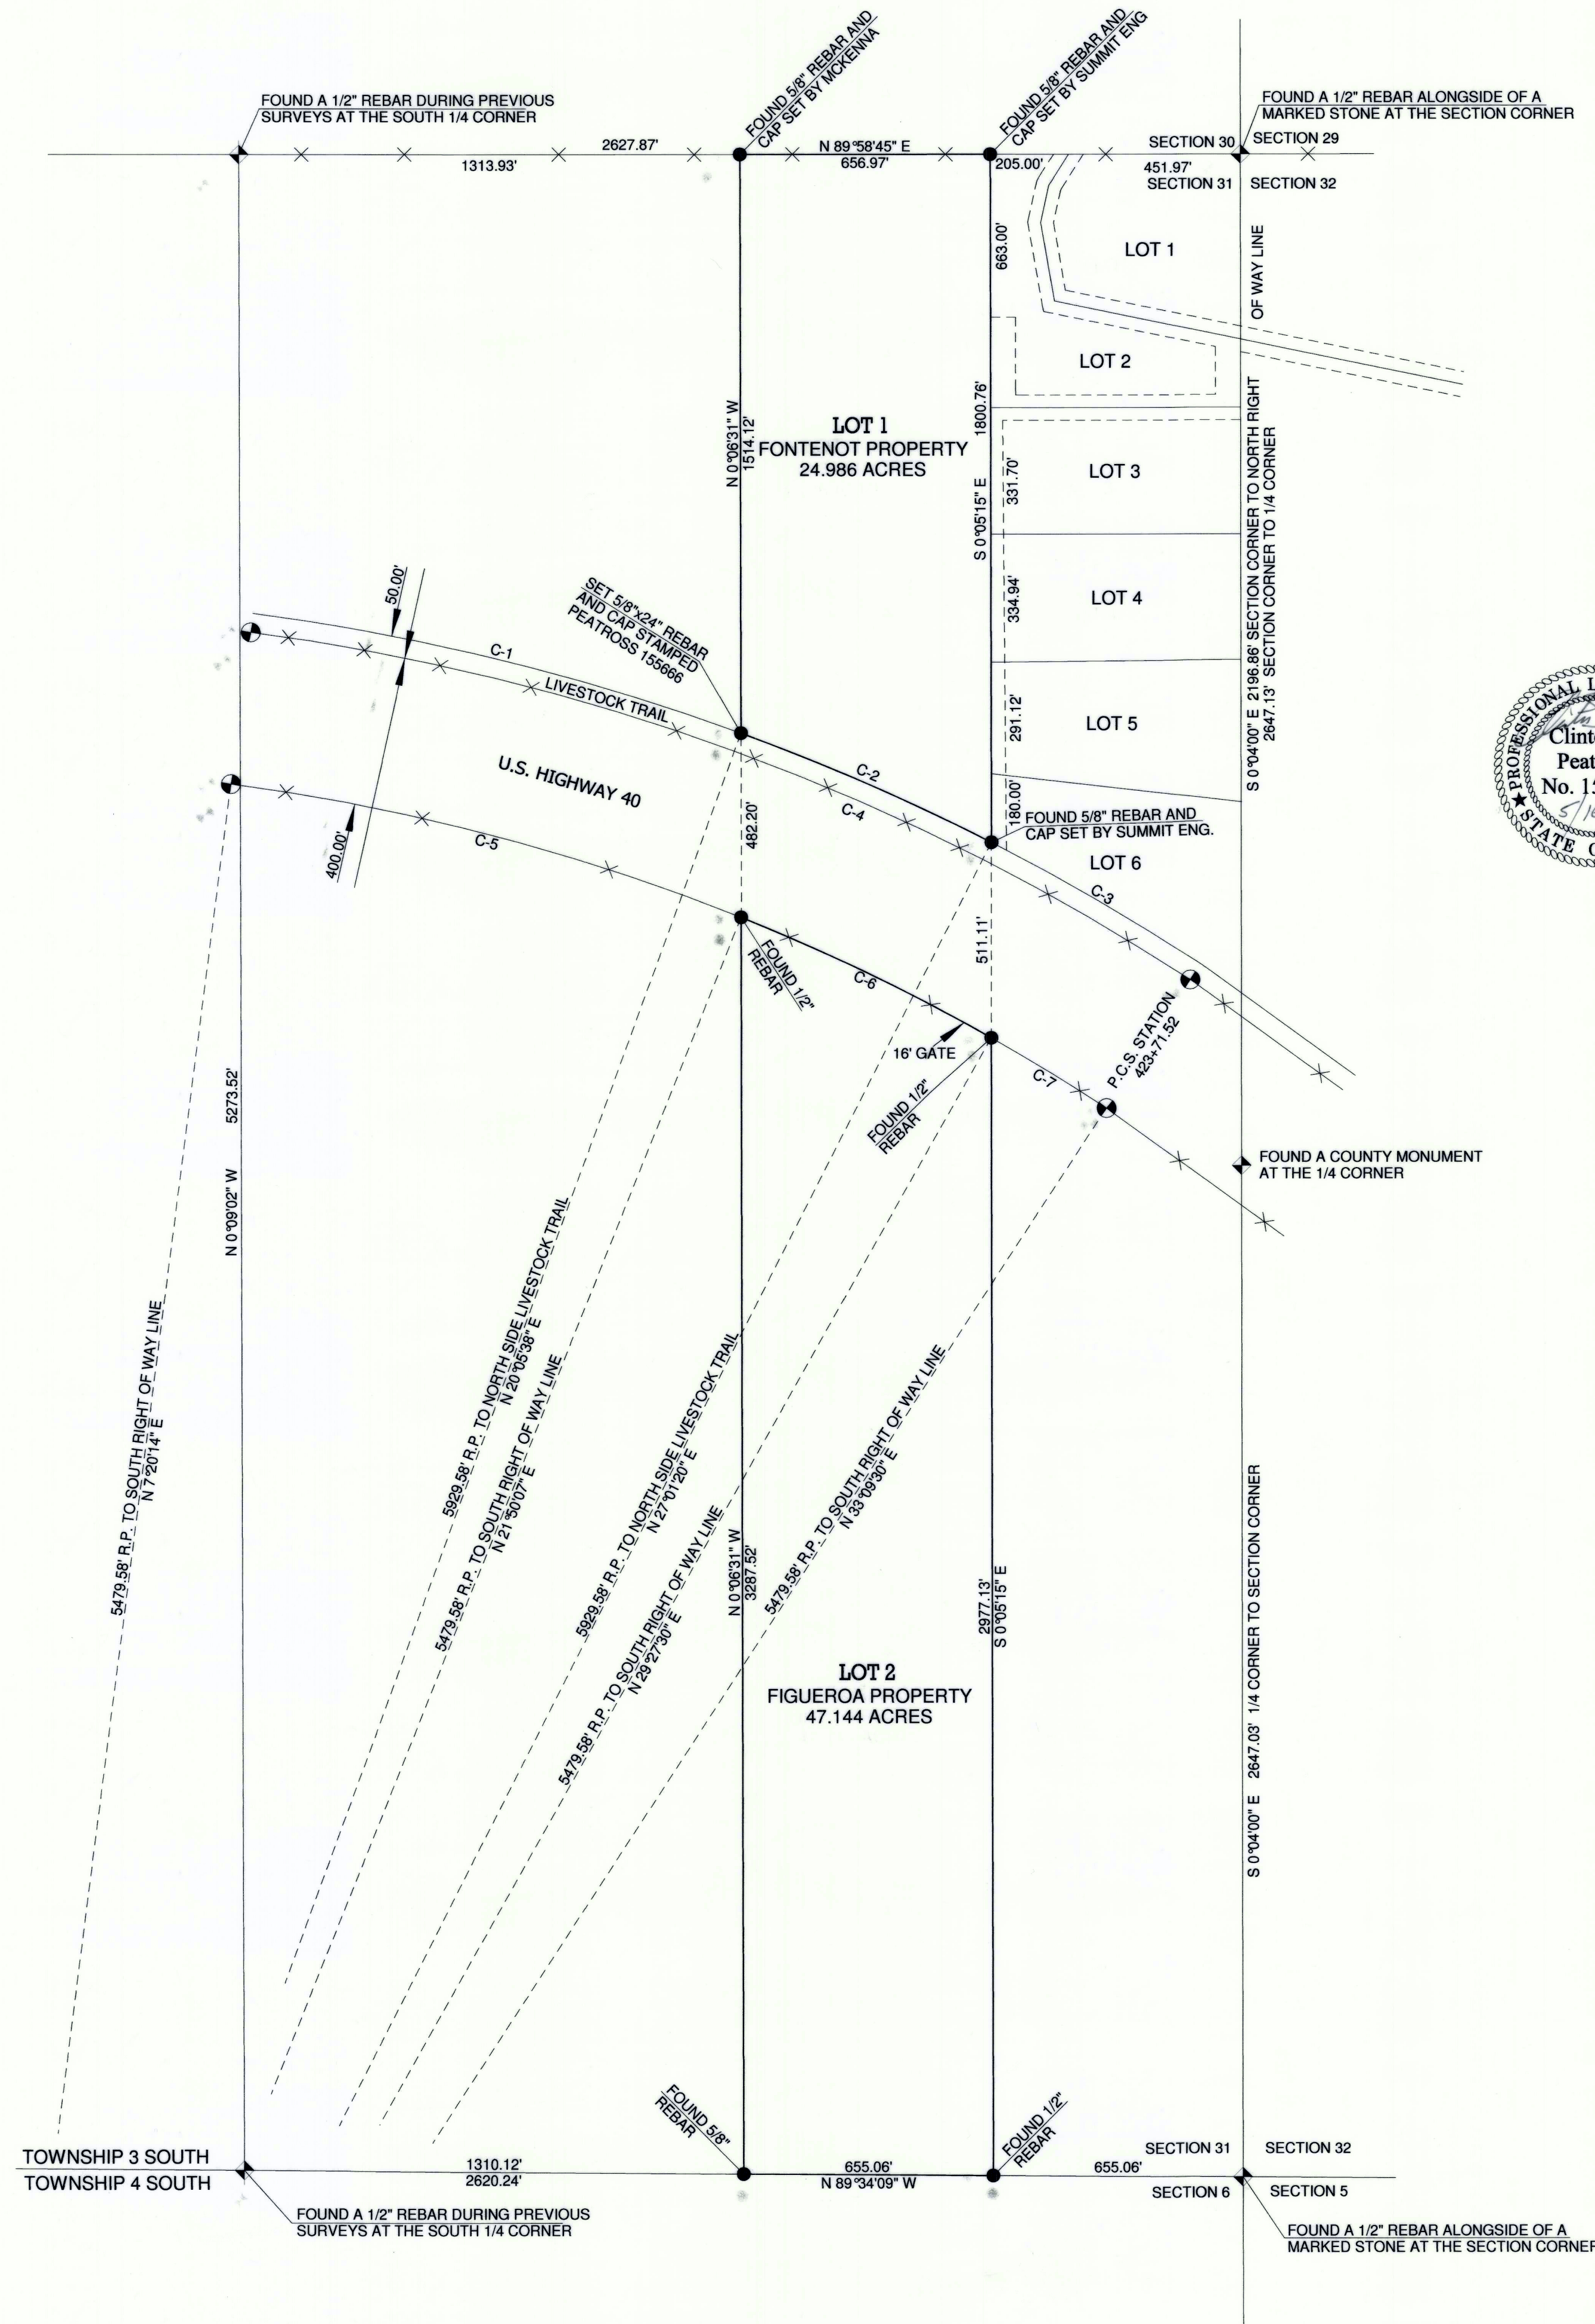 FOUND 5/8" REBAR AND
CAP SET BY MCKENNA
FOUND 5/8" REBAR AND
CAP SET BY SUMMIT ENG
FOUND A 1/2" REBAR DURING PREVIOUS
SURVEYS AT THE SOUTH 1/4 CORNER
FOUND A 1/2" REBAR ALONGSIDE OF A
MARKED STONE AT THE SECTION CORNER
2627.87'
1313.93'
N 89°58'45" E
656.97'
205.00'
451.97'
SECTION 30
SECTION 29
SECTION 31
SECTION 32
663.00'
LOT 1
OF WAY LINE
LOT 2
1800.76'
S 0°05'15" E
N 0°06'31" W
1514.12'
LOT 1
FONTENOT PROPERTY
24.986 ACRES
331.70'
LOT 3
334.94'
LOT 4
291.12'
LOT 5
180.00'
S 0°04'00" E 2196.86' SECTION CORNER TO NORTH RIGHT
2647.13' SECTION CORNER TO 1/4 CORNER
50.00'
SET 5/8"x24" REBAR
AND CAP STAMPED
PEATROSS 155666
C-1
LIVESTOCK TRAIL
U.S. HIGHWAY 40
C-2
C-4
482.20'
C-5
400.00'
FOUND 5/8" REBAR AND
CAP SET BY SUMMIT ENG.
LOT 6
C-3
PROFESSIONAL L
Clint
Peat
No. 15
5/1
STATE O
511.11'
FOUND 1/2"
REBAR
C-6
16' GATE
FOUND 1/2"
REBAR
C-7
P.C.S. STATION
423+71.52
FOUND A COUNTY MONUMENT
AT THE 1/4 CORNER
5273.52'
N 0°09'02" W
5479.58' R.P. TO SOUTH RIGHT OF WAY LINE
N 7°20'14" E
5929.58' R.P. TO NORTH SIDE LIVESTOCK TRAIL
N 20°05'38" E
5479.58' R.P. TO SOUTH RIGHT OF WAY LINE
N 21°50'07" E
5929.58' R.P. TO NORTH SIDE LIVESTOCK TRAIL
N 27°01'20" E
5479.58' R.P. TO SOUTH RIGHT OF WAY LINE
N 29°27'30" E
5479.58' R.P. TO SOUTH RIGHT OF WAY LINE
N 33°09'30" E
N 0°06'31" W
3287.52'
2977.13'
S 0°05'15" E
LOT 2
FIGUEROA PROPERTY
47.144 ACRES
S 0°04'00" E 2647.03' 1/4 CORNER TO SECTION CORNER
FOUND 5/8"
REBAR
FOUND 1/2"
REBAR
TOWNSHIP 3 SOUTH
TOWNSHIP 4 SOUTH
1310.12'
2620.24'
655.06'
N 89°34'09" W
655.06'
SECTION 31
SECTION 32
SECTION 6
SECTION 5
FOUND A 1/2" REBAR DURING PREVIOUS
SURVEYS AT THE SOUTH 1/4 CORNER
FOUND A 1/2" REBAR ALONGSIDE OF A
MARKED STONE AT THE SECTION CORNER